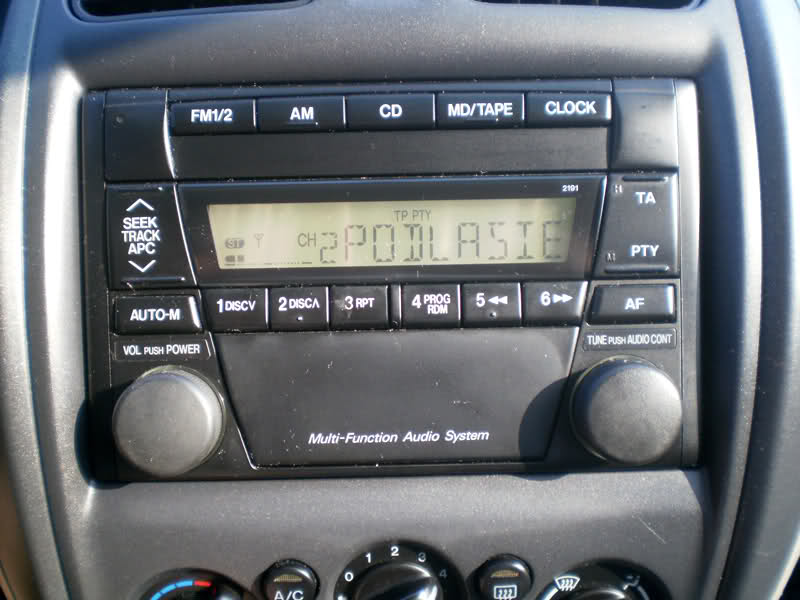 FM1/2 AM CD MD/TAPE CLOCK
2191
SEEK
TRACK
APC
TP PTY
ST CH 2 PODLASIE
TA
PTY
AUTO-M
1 DISC∨ 2 DISC∧ 3 RPT 4 PROG RDM 5 ◀◀ 6 ▶▶
AF
VOL PUSH POWER
TUNE PUSH AUDIO CONT
Multi-Function Audio System
0 1 2 3 4
A/C